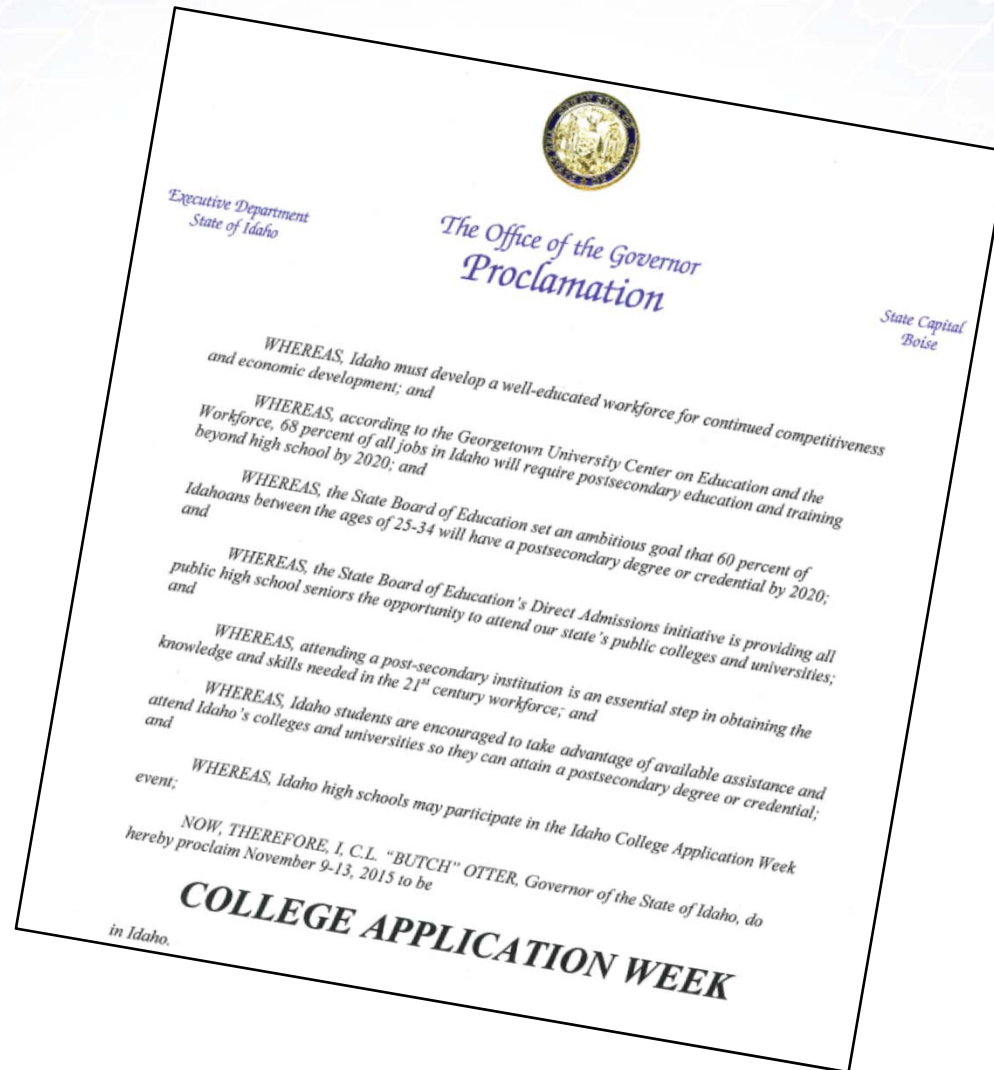 Executive Department
State of Idaho
The Office of the Governor
Proclamation
State Capital
Boise
WHEREAS, Idaho must develop a well-educated workforce for continued competitiveness
and economic development; and
WHEREAS, according to the Georgetown University Center on Education and the
Workforce, 68 percent of all jobs in Idaho will require postsecondary education and training
beyond high school by 2020; and
WHEREAS, the State Board of Education set an ambitious goal that 60 percent of
Idahoans between the ages of 25-34 will have a postsecondary degree or credential by 2020;
and
WHEREAS, the State Board of Education's Direct Admissions initiative is providing all
public high school seniors the opportunity to attend our state's public colleges and universities;
and
WHEREAS, attending a post-secondary institution is an essential step in obtaining the
knowledge and skills needed in the 21st century workforce; and
WHEREAS, Idaho students are encouraged to take advantage of available assistance and
attend Idaho's colleges and universities so they can attain a postsecondary degree or credential;
and
WHEREAS, Idaho high schools may participate in the Idaho College Application Week
event;
NOW, THEREFORE, I, C.L. "BUTCH" OTTER, Governor of the State of Idaho, do
hereby proclaim November 9-13, 2015 to be
COLLEGE APPLICATION WEEK
in Idaho.